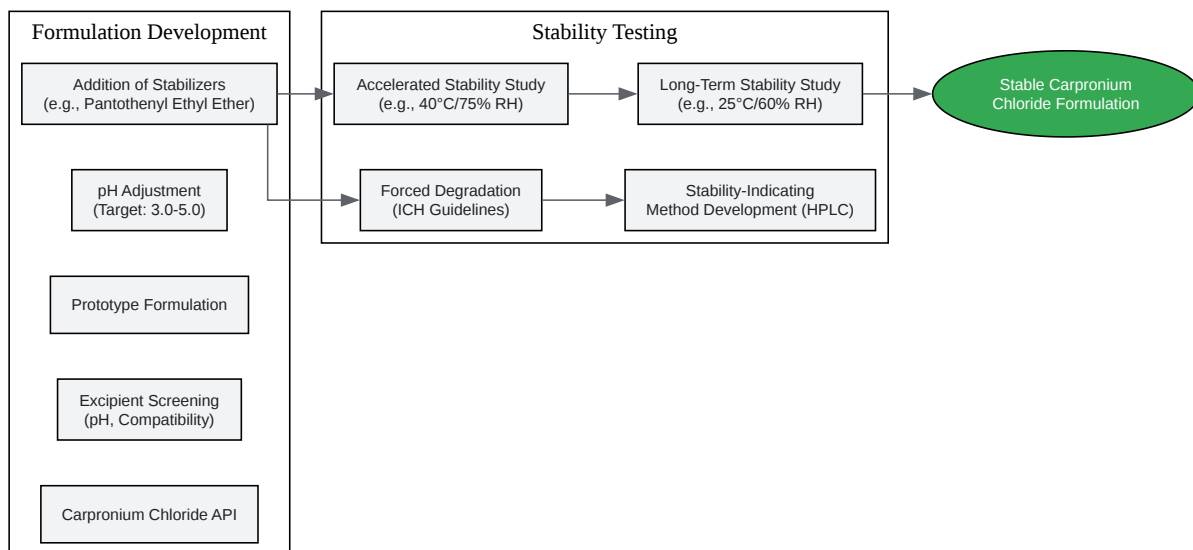 Formulation Development
Addition of Stabilizers
(e.g., Pantothenyl Ethyl Ether)
pH Adjustment
(Target: 3.0-5.0)
Prototype Formulation
Excipient Screening
(pH, Compatibility)
Carpronium Chloride API
Stability Testing
Accelerated Stability Study
(e.g., 40°C/75% RH)
Long-Term Stability Study
(e.g., 25°C/60% RH)
Forced Degradation
(ICH Guidelines)
Stability-Indicating
Method Development (HPLC)
Stable Carpronium
Chloride Formulation